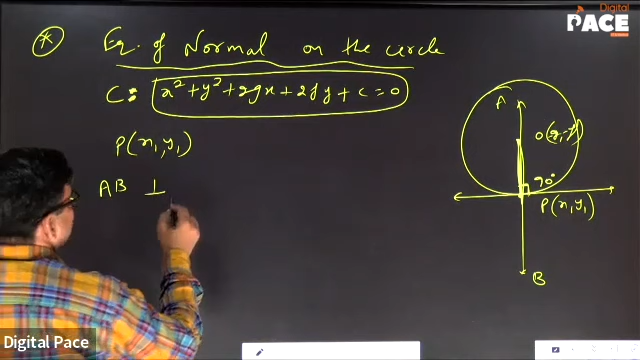 Digital
PACE
* Eq. of Normal on the circle
C: x² + y² + 2gx + 2fy + c = 0
P(x₁, y₁)
AB ⊥
A
O(-g, -f)
90°
P(x₁, y₁)
B
Digital Pace